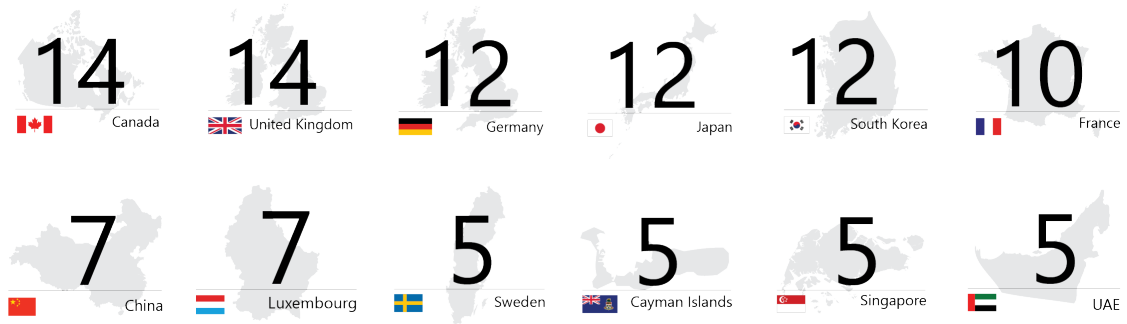 14
Canada
14
United Kingdom
12
Germany
12
Japan
12
South Korea
10
France
7
China
7
Luxembourg
5
Sweden
5
Cayman Islands
5
Singapore
5
UAE